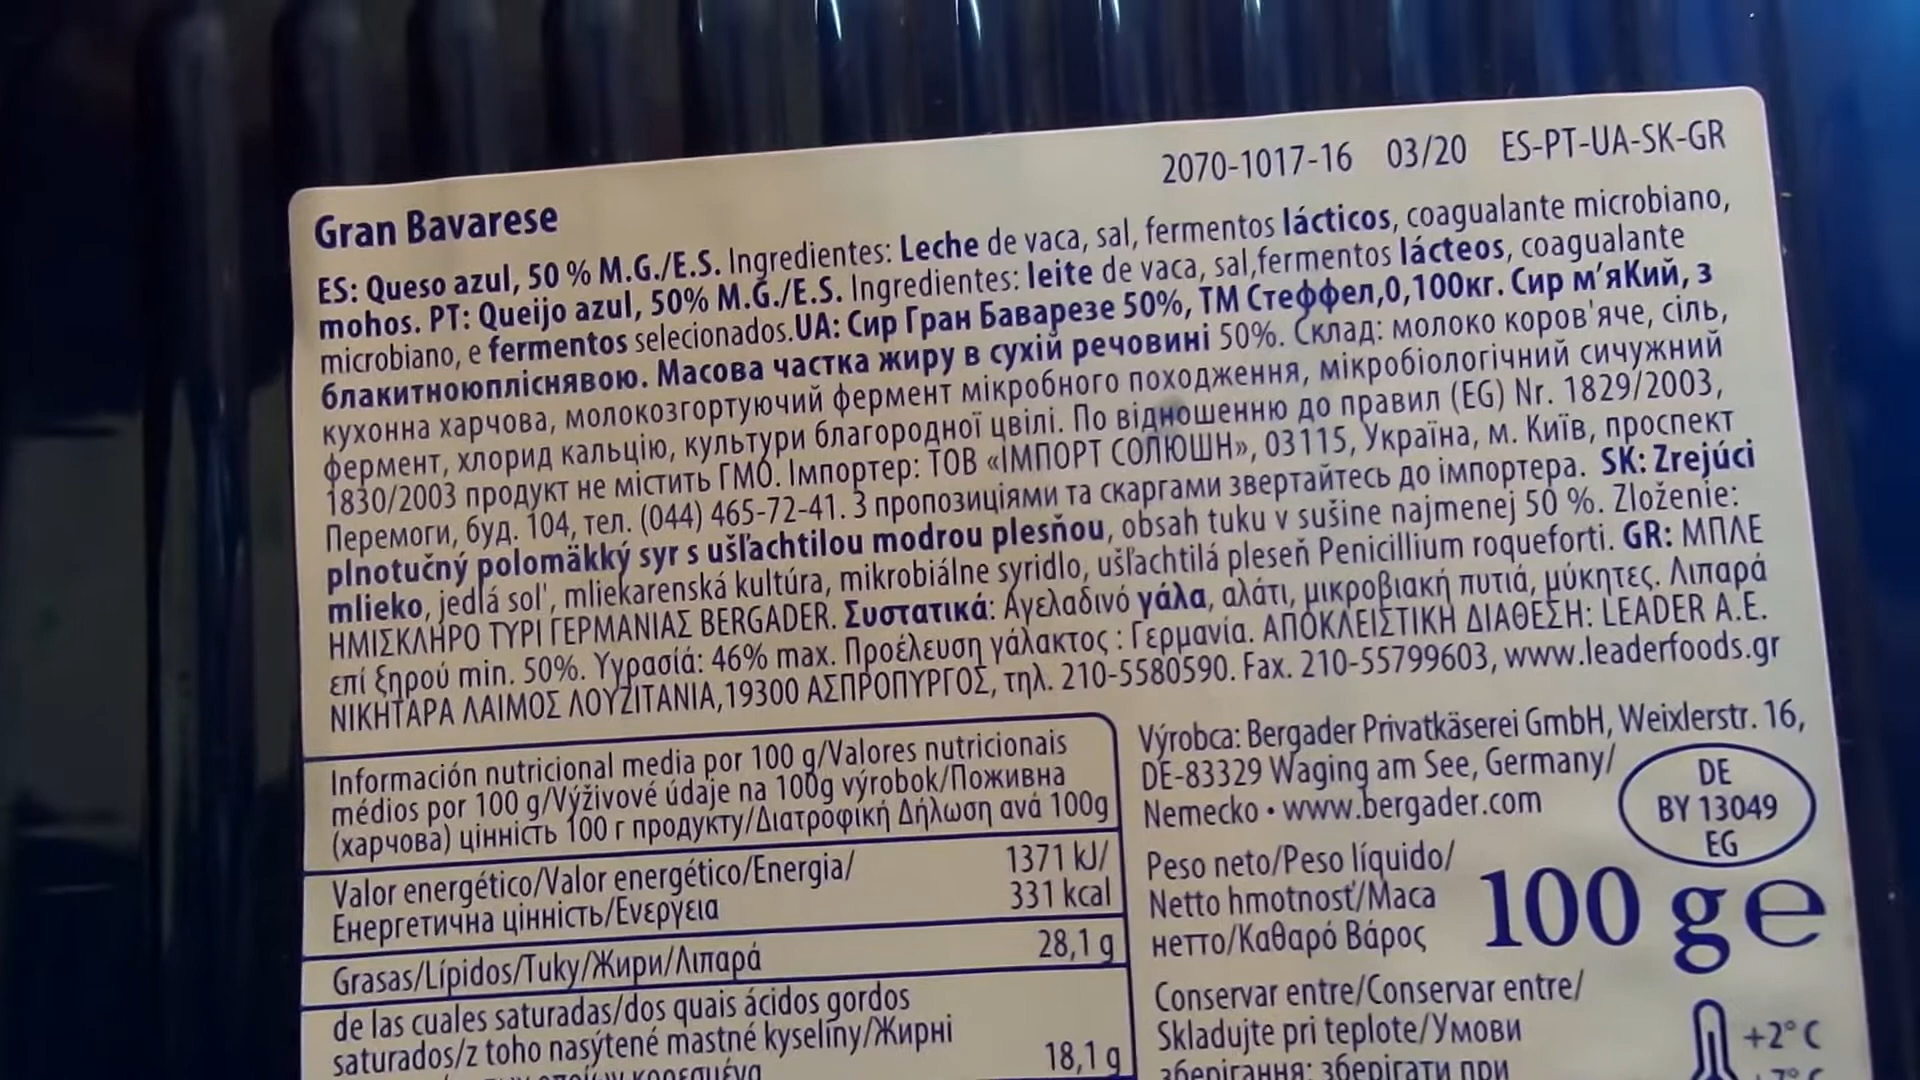 2070-1017-16 03/20 ES-PT-UA-SK-GR
Gran Bavarese
ES: Queso azul, 50 % M.G./E.S. Ingredientes: Leche de vaca, sal, fermentos lácticos, coagualante microbiano,
mohos. PT: Queijo azul, 50% M.G./E.S. Ingredientes: leite de vaca, sal,fermentos lácteos, coagualante
microbiano, e fermentos selecionados.UA: Сир Гран Баварезе 50%, ТМ Стеффел,0,100кг. Сир м'яКий, з
блакитноюпліснявою. Масова частка жиру в сухій речовині 50%. Склад: молоко коров'яче, сіль,
кухонна харчова, молокозгортуючий фермент мікробного походження, мікробіологічний сичужний
фермент, хлорид кальцію, культури благородної цвілі. По відношенню до правил (EG) Nr. 1829/2003,
1830/2003 продукт не містить ГМО. Імпортер: ТОВ «ІМПОРТ СОЛЮШН», 03115, Україна, м. Київ, проспект
Перемоги, буд. 104, тел. (044) 465-72-41. З пропозиціями та скаргами звертайтесь до імпортера. SK: Zrejúci
plnotučný polomäkký syr s ušľachtilou modrou plesňou, obsah tuku v sušine najmenej 50 %. Zloženie:
mlieko, jedlá sol', mliekarenská kultúra, mikrobiálne syridlo, ušľachtilá pleseň Penicillium roqueforti. GR: ΜΠΛΕ
ΗΜΙΣΚΛΗΡΟ ΤΥΡΙ ΓΕΡΜΑΝΙΑΣ BERGADER. Συστατικά: Αγελαδινό γάλα, αλάτι, μικροβιακή πυτιά, μύκητες. Λιπαρά
επί ξηρού min. 50%. Υγρασίά: 46% max. Προέλευση γάλακτος : Γερμανία. ΑΠΟΚΛΕΙΣΤΙΚΗ ΔΙΑΘΕΣΗ: LEADER A.E.
ΝΙΚΗΤΑΡΑ ΛΑΙΜΟΣ ΛΟΥΖΙΤΑΝΙΑ,19300 ΑΣΠΡΟΠΥΡΓΟΣ, τηλ. 210-5580590. Fax. 210-55799603, www.leaderfoods.gr
Información nutricional media por 100 g/Valores nutricionais
médios por 100 g/Výživové údaje na 100g výrobok/Поживна
(харчова) цінність 100 г продукту/Διατροφική Δήλωση ανά 100g
Valor energético/Valor energético/Energia/ 1371 kJ/
Енергетична цінність/Ενεργεια 331 kcal
Grasas/Lípidos/Tuky/Жири/Λιπαρά 28,1 g
de las cuales saturadas/dos quais ácidos gordos
saturados/z toho nasýtené mastné kyseliny/Жирні 18,1 g
Výrobca: Bergader Privatkäserei GmbH, Weixlerstr. 16,
DE-83329 Waging am See, Germany/
Nemecko • www.bergader.com
DE
BY 13049
EG
Peso neto/Peso líquido/
Netto hmotnosť/Маса
нетто/Καθαρό Βάρος
100 g e
Conservar entre/Conservar entre/
Skladujte pri teplote/Умови
зберігання: зберігати при
+2° C